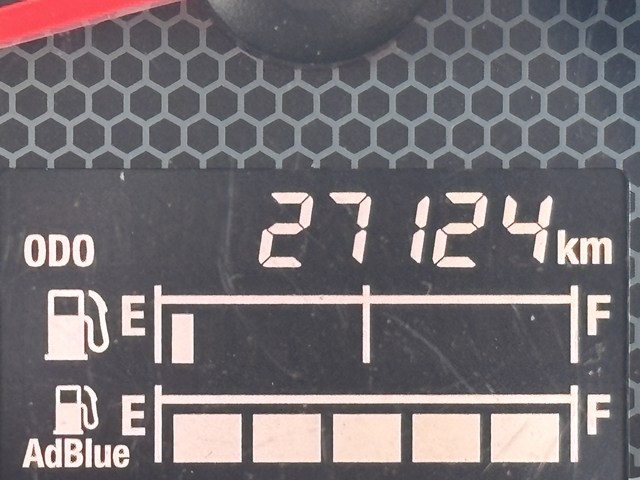 ODO 27124 km
E F
E F
AdBlue